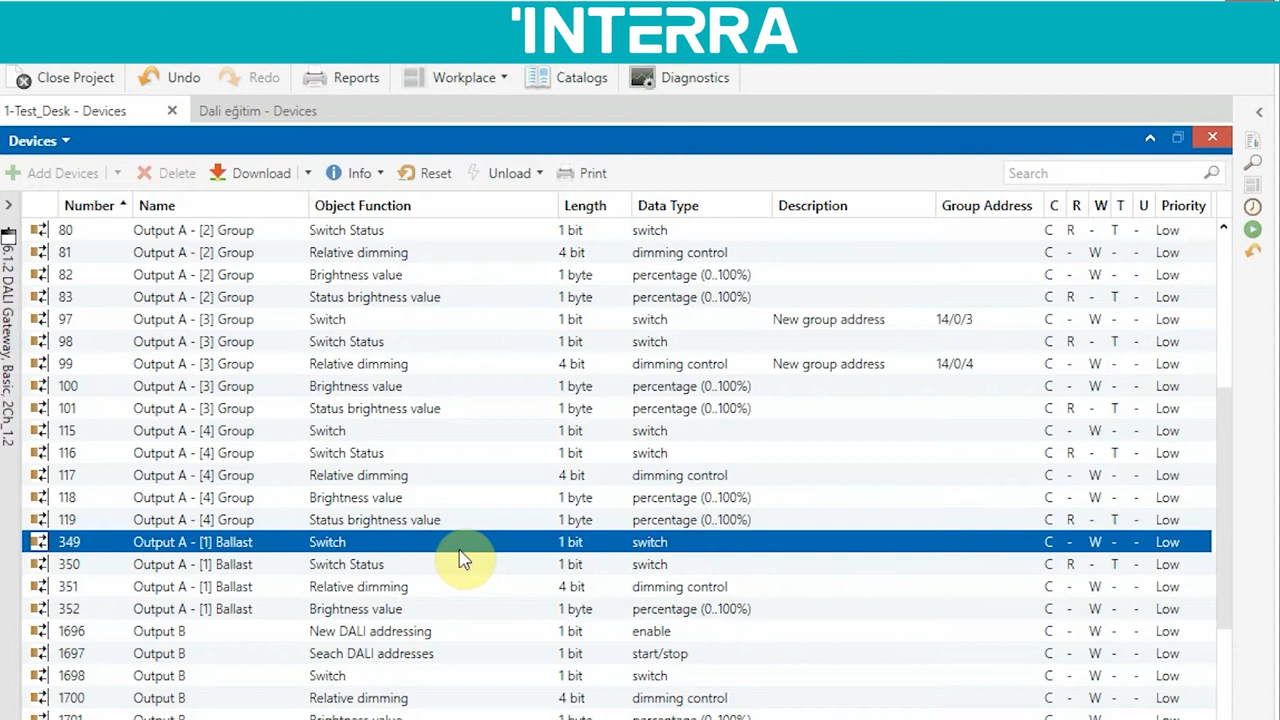 INTERRA
Close Project Undo Redo Reports Workplace Catalogs Diagnostics
1-Test_Desk - Devices Dali eğitim - Devices
Devices
Add Devices Delete Download Info Reset Unload Print Search
Number Name Object Function Length Data Type Description Group Address C R W T U Priority
80 Output A - [2] Group Switch Status 1 bit switch C R - T - Low
81 Output A - [2] Group Relative dimming 4 bit dimming control C - W - - Low
82 Output A - [2] Group Brightness value 1 byte percentage (0..100%) C - W - - Low
83 Output A - [2] Group Status brightness value 1 byte percentage (0..100%) C R - T - Low
97 Output A - [3] Group Switch 1 bit switch New group address 14/0/3 C - W - - Low
98 Output A - [3] Group Switch Status 1 bit switch C R - T - Low
99 Output A - [3] Group Relative dimming 4 bit dimming control New group address 14/0/4 C - W - - Low
100 Output A - [3] Group Brightness value 1 byte percentage (0..100%) C - W - - Low
101 Output A - [3] Group Status brightness value 1 byte percentage (0..100%) C R - T - Low
115 Output A - [4] Group Switch 1 bit switch C - W - - Low
116 Output A - [4] Group Switch Status 1 bit switch C R - T - Low
117 Output A - [4] Group Relative dimming 4 bit dimming control C - W - - Low
118 Output A - [4] Group Brightness value 1 byte percentage (0..100%) C - W - - Low
119 Output A - [4] Group Status brightness value 1 byte percentage (0..100%) C R - T - Low
349 Output A - [1] Ballast Switch 1 bit switch C - W - - Low
350 Output A - [1] Ballast Switch Status 1 bit switch C R - T - Low
351 Output A - [1] Ballast Relative dimming 4 bit dimming control C - W - - Low
352 Output A - [1] Ballast Brightness value 1 byte percentage (0..100%) C - W - - Low
1696 Output B New DALI addressing 1 bit enable C - W - - Low
1697 Output B Seach DALI addresses 1 bit start/stop C - W - - Low
1698 Output B Switch 1 bit switch C - W - - Low
1700 Output B Relative dimming 4 bit dimming control C - W - - Low
1701 Output B Brightness value 1 byte percentage (0..100%) C - W - - Low
6.1.2 DALI Gateway, Basic, 2Ch_1.2